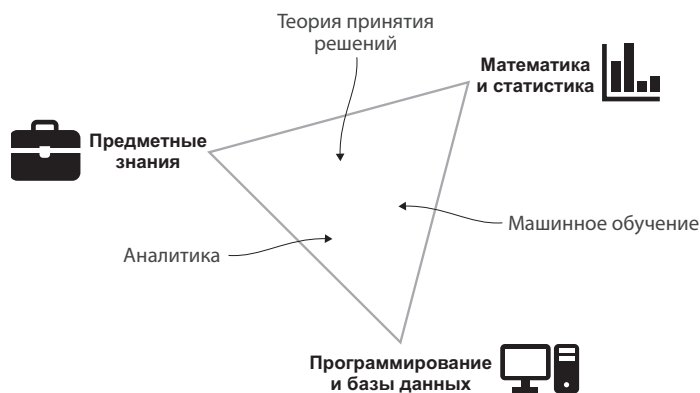 Теория принятия
решений
Математика
и статистика
Предметные
знания
Машинное обучение
Аналитика
Программирование
и базы данных